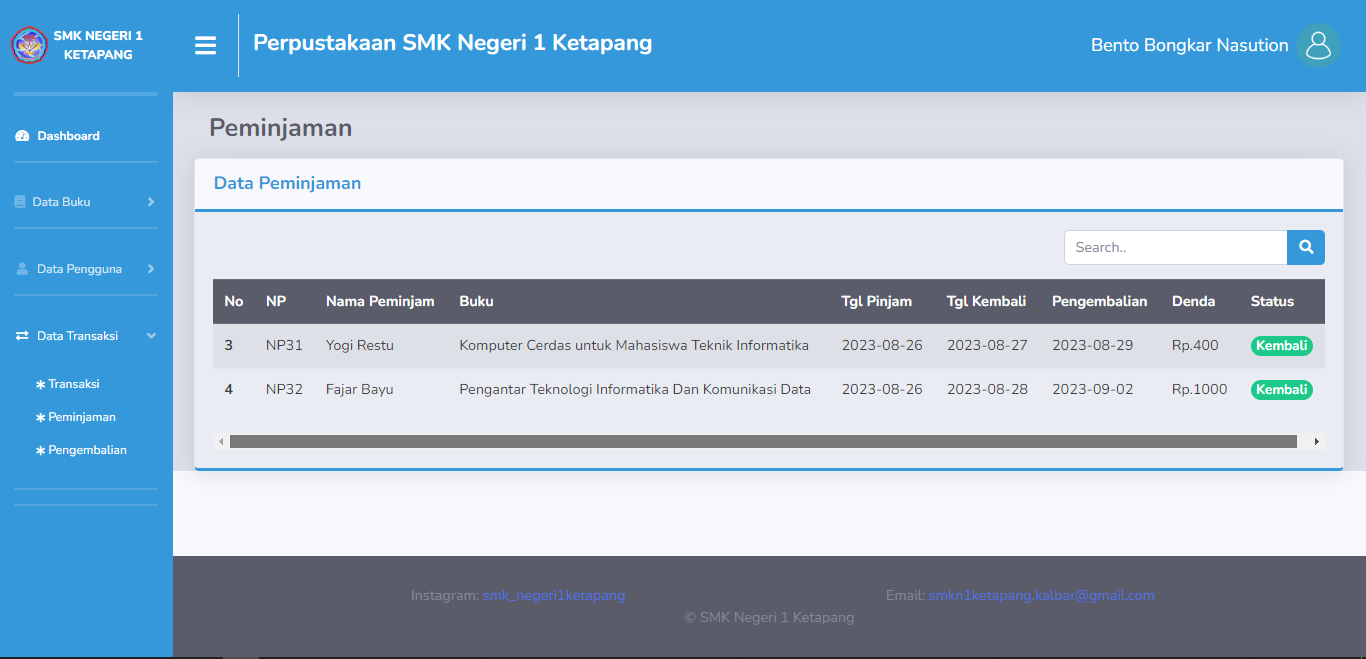 SMK NEGERI 1
KETAPANG
Perpustakaan SMK Negeri 1 Ketapang
Bento Bongkar Nasution
Dashboard
Data Buku
Data Pengguna
Data Transaksi
Transaksi
Peminjaman
Pengembalian
Peminjaman
Data Peminjaman
Search..
No NP Nama Peminjam Buku Tgl Pinjam Tgl Kembali Pengembalian Denda Status
3 NP31 Yogi Restu Komputer Cerdas untuk Mahasiswa Teknik Informatika 2023-08-26 2023-08-27 2023-08-29 Rp.400 Kembali
4 NP32 Fajar Bayu Pengantar Teknologi Informatika Dan Komunikasi Data 2023-08-26 2023-08-28 2023-09-02 Rp.1000 Kembali
Instagram: smk_negeri1ketapang Email: smkn1ketapang.kalbar@gmail.com
© SMK Negeri 1 Ketapang